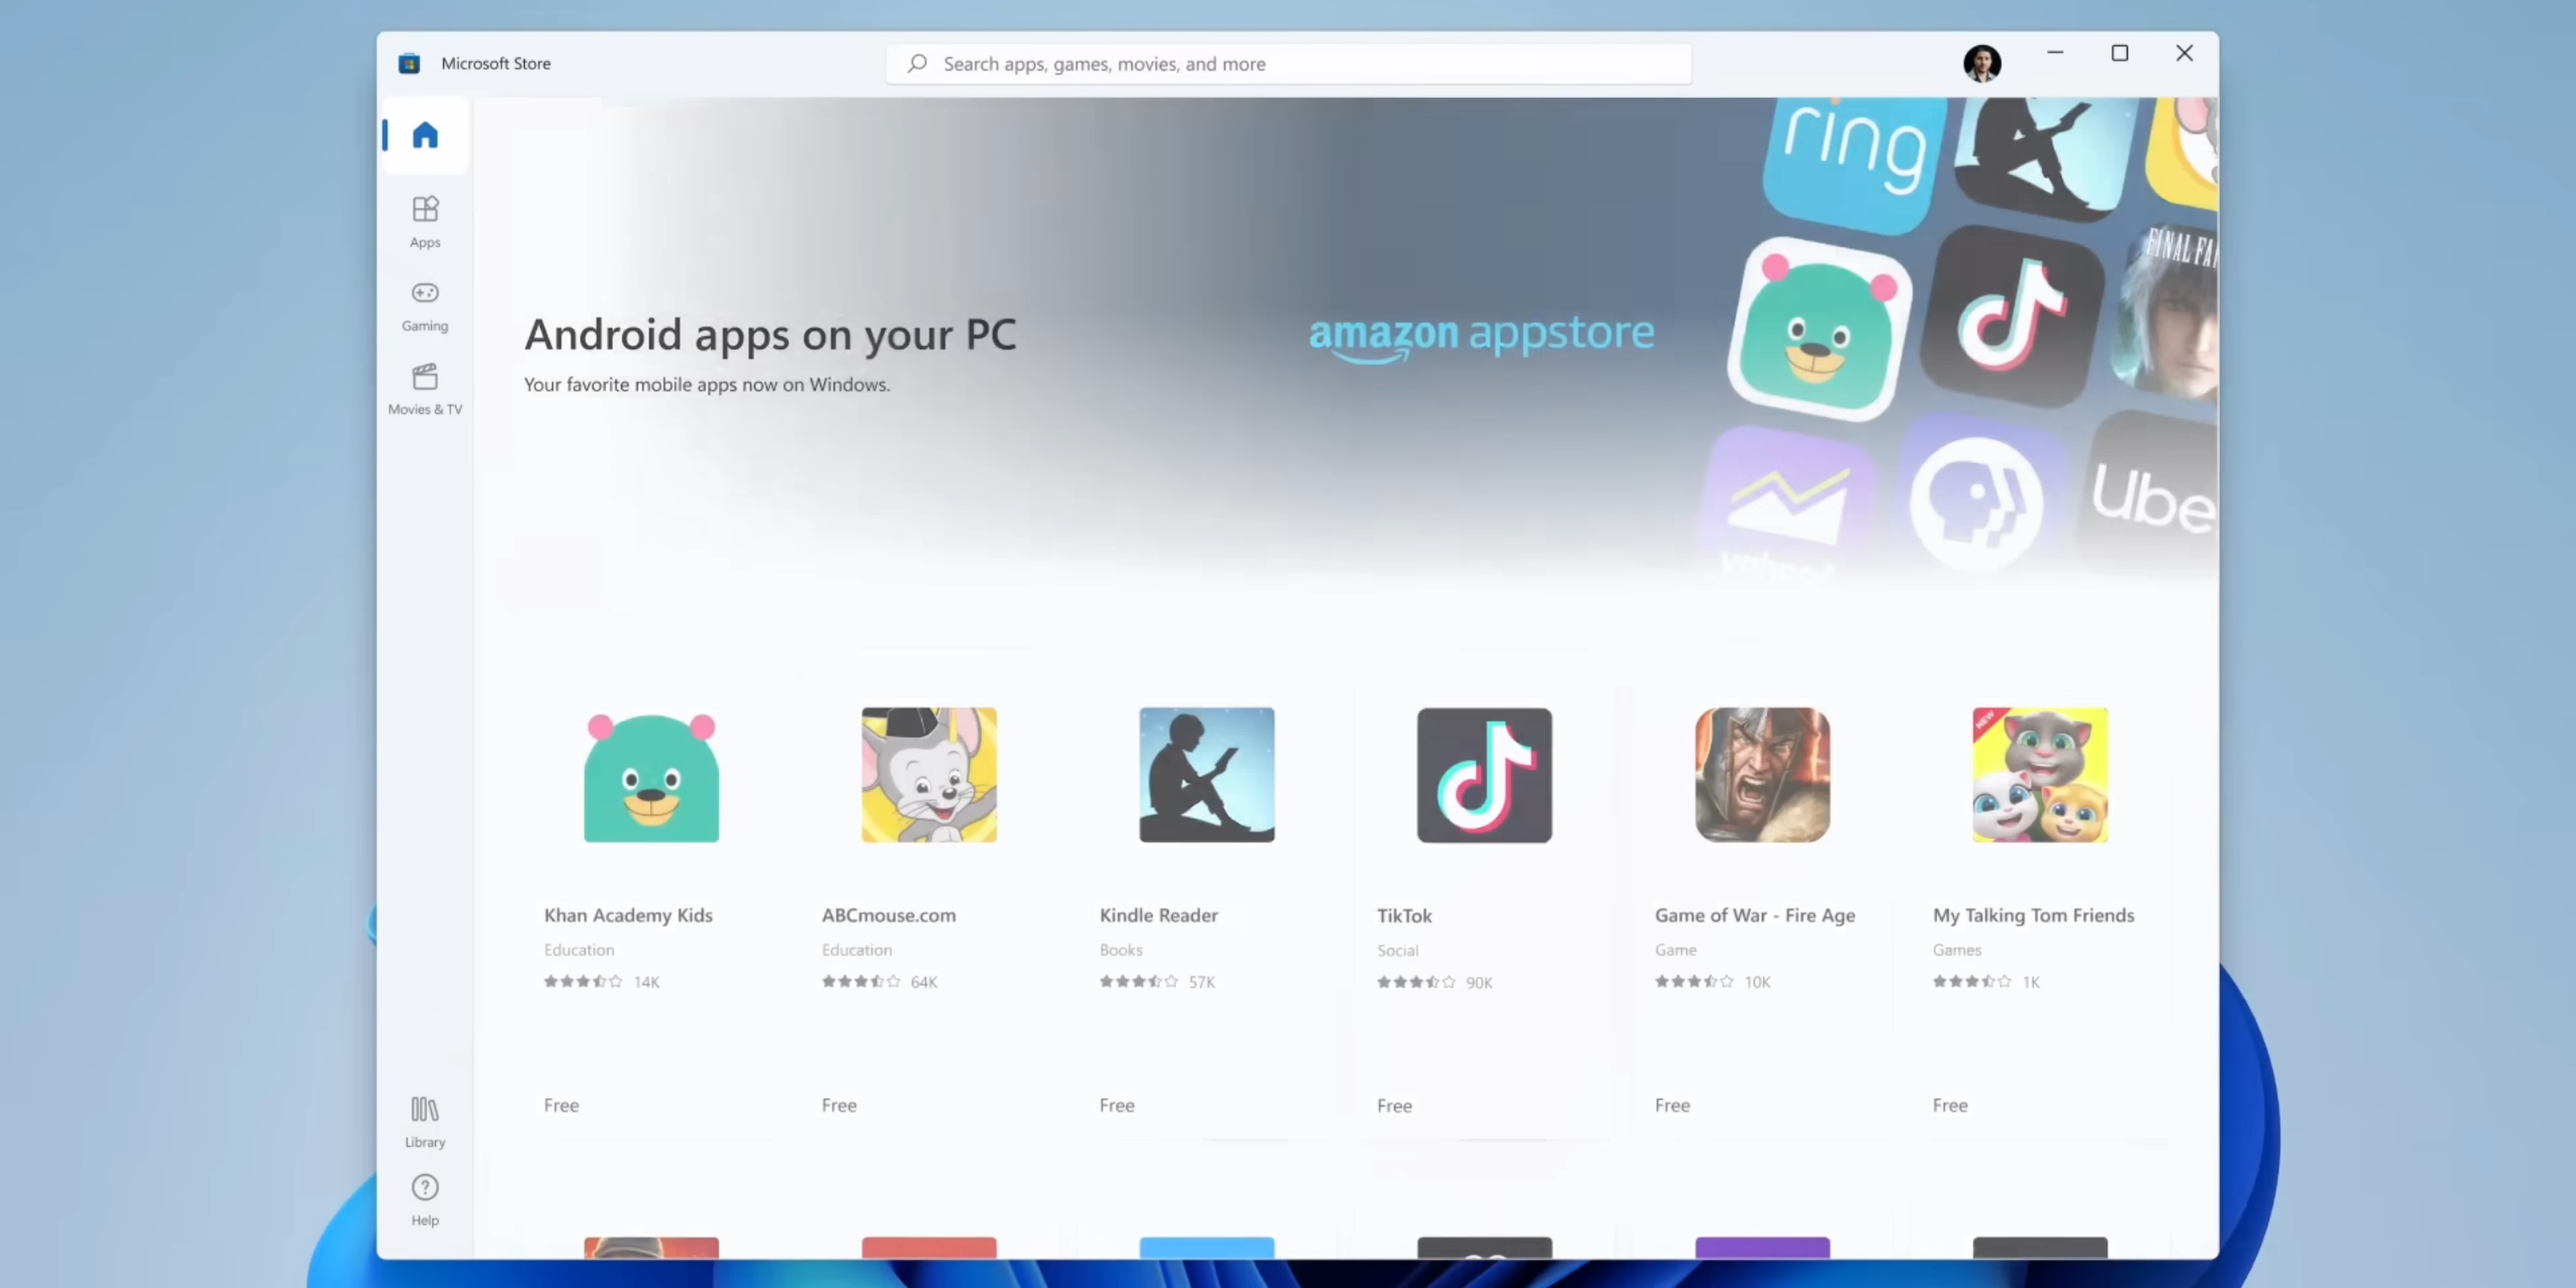 Microsoft Store
Search apps, games, movies, and more
Apps
Gaming
Movies & TV
Library
Help
Android apps on your PC
Your favorite mobile apps now on Windows.
amazon appstore
ring
FINAL FA
yahoo!
Ube
Khan Academy Kids
Education
14K
Free
ABCmouse.com
Education
64K
Free
Kindle Reader
Books
57K
Free
TikTok
Social
90K
Free
Game of War - Fire Age
Game
10K
Free
NEW
My Talking Tom Friends
Games
1K
Free